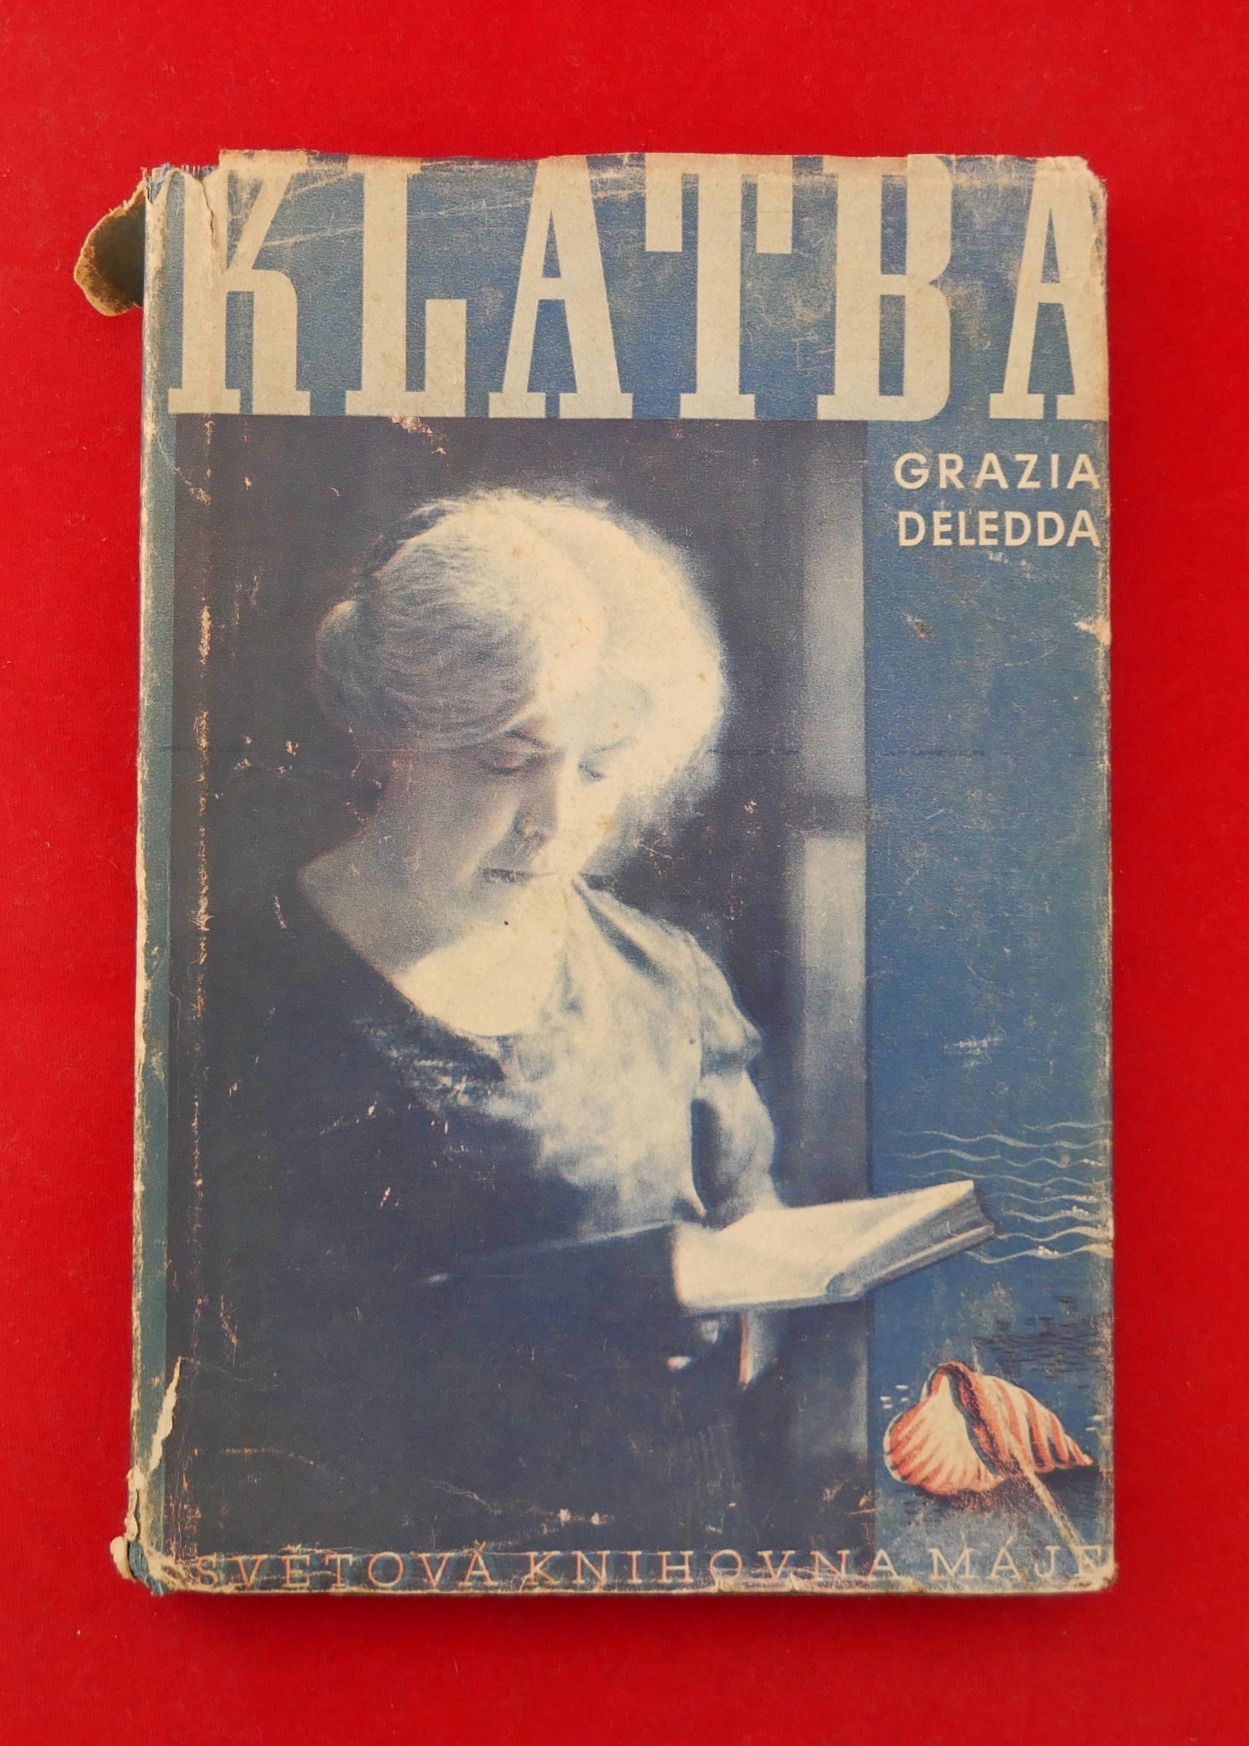 KLATBA
GRAZIA
DELEDDA
SVĚTOVÁ KNIHOVNA MÁJE